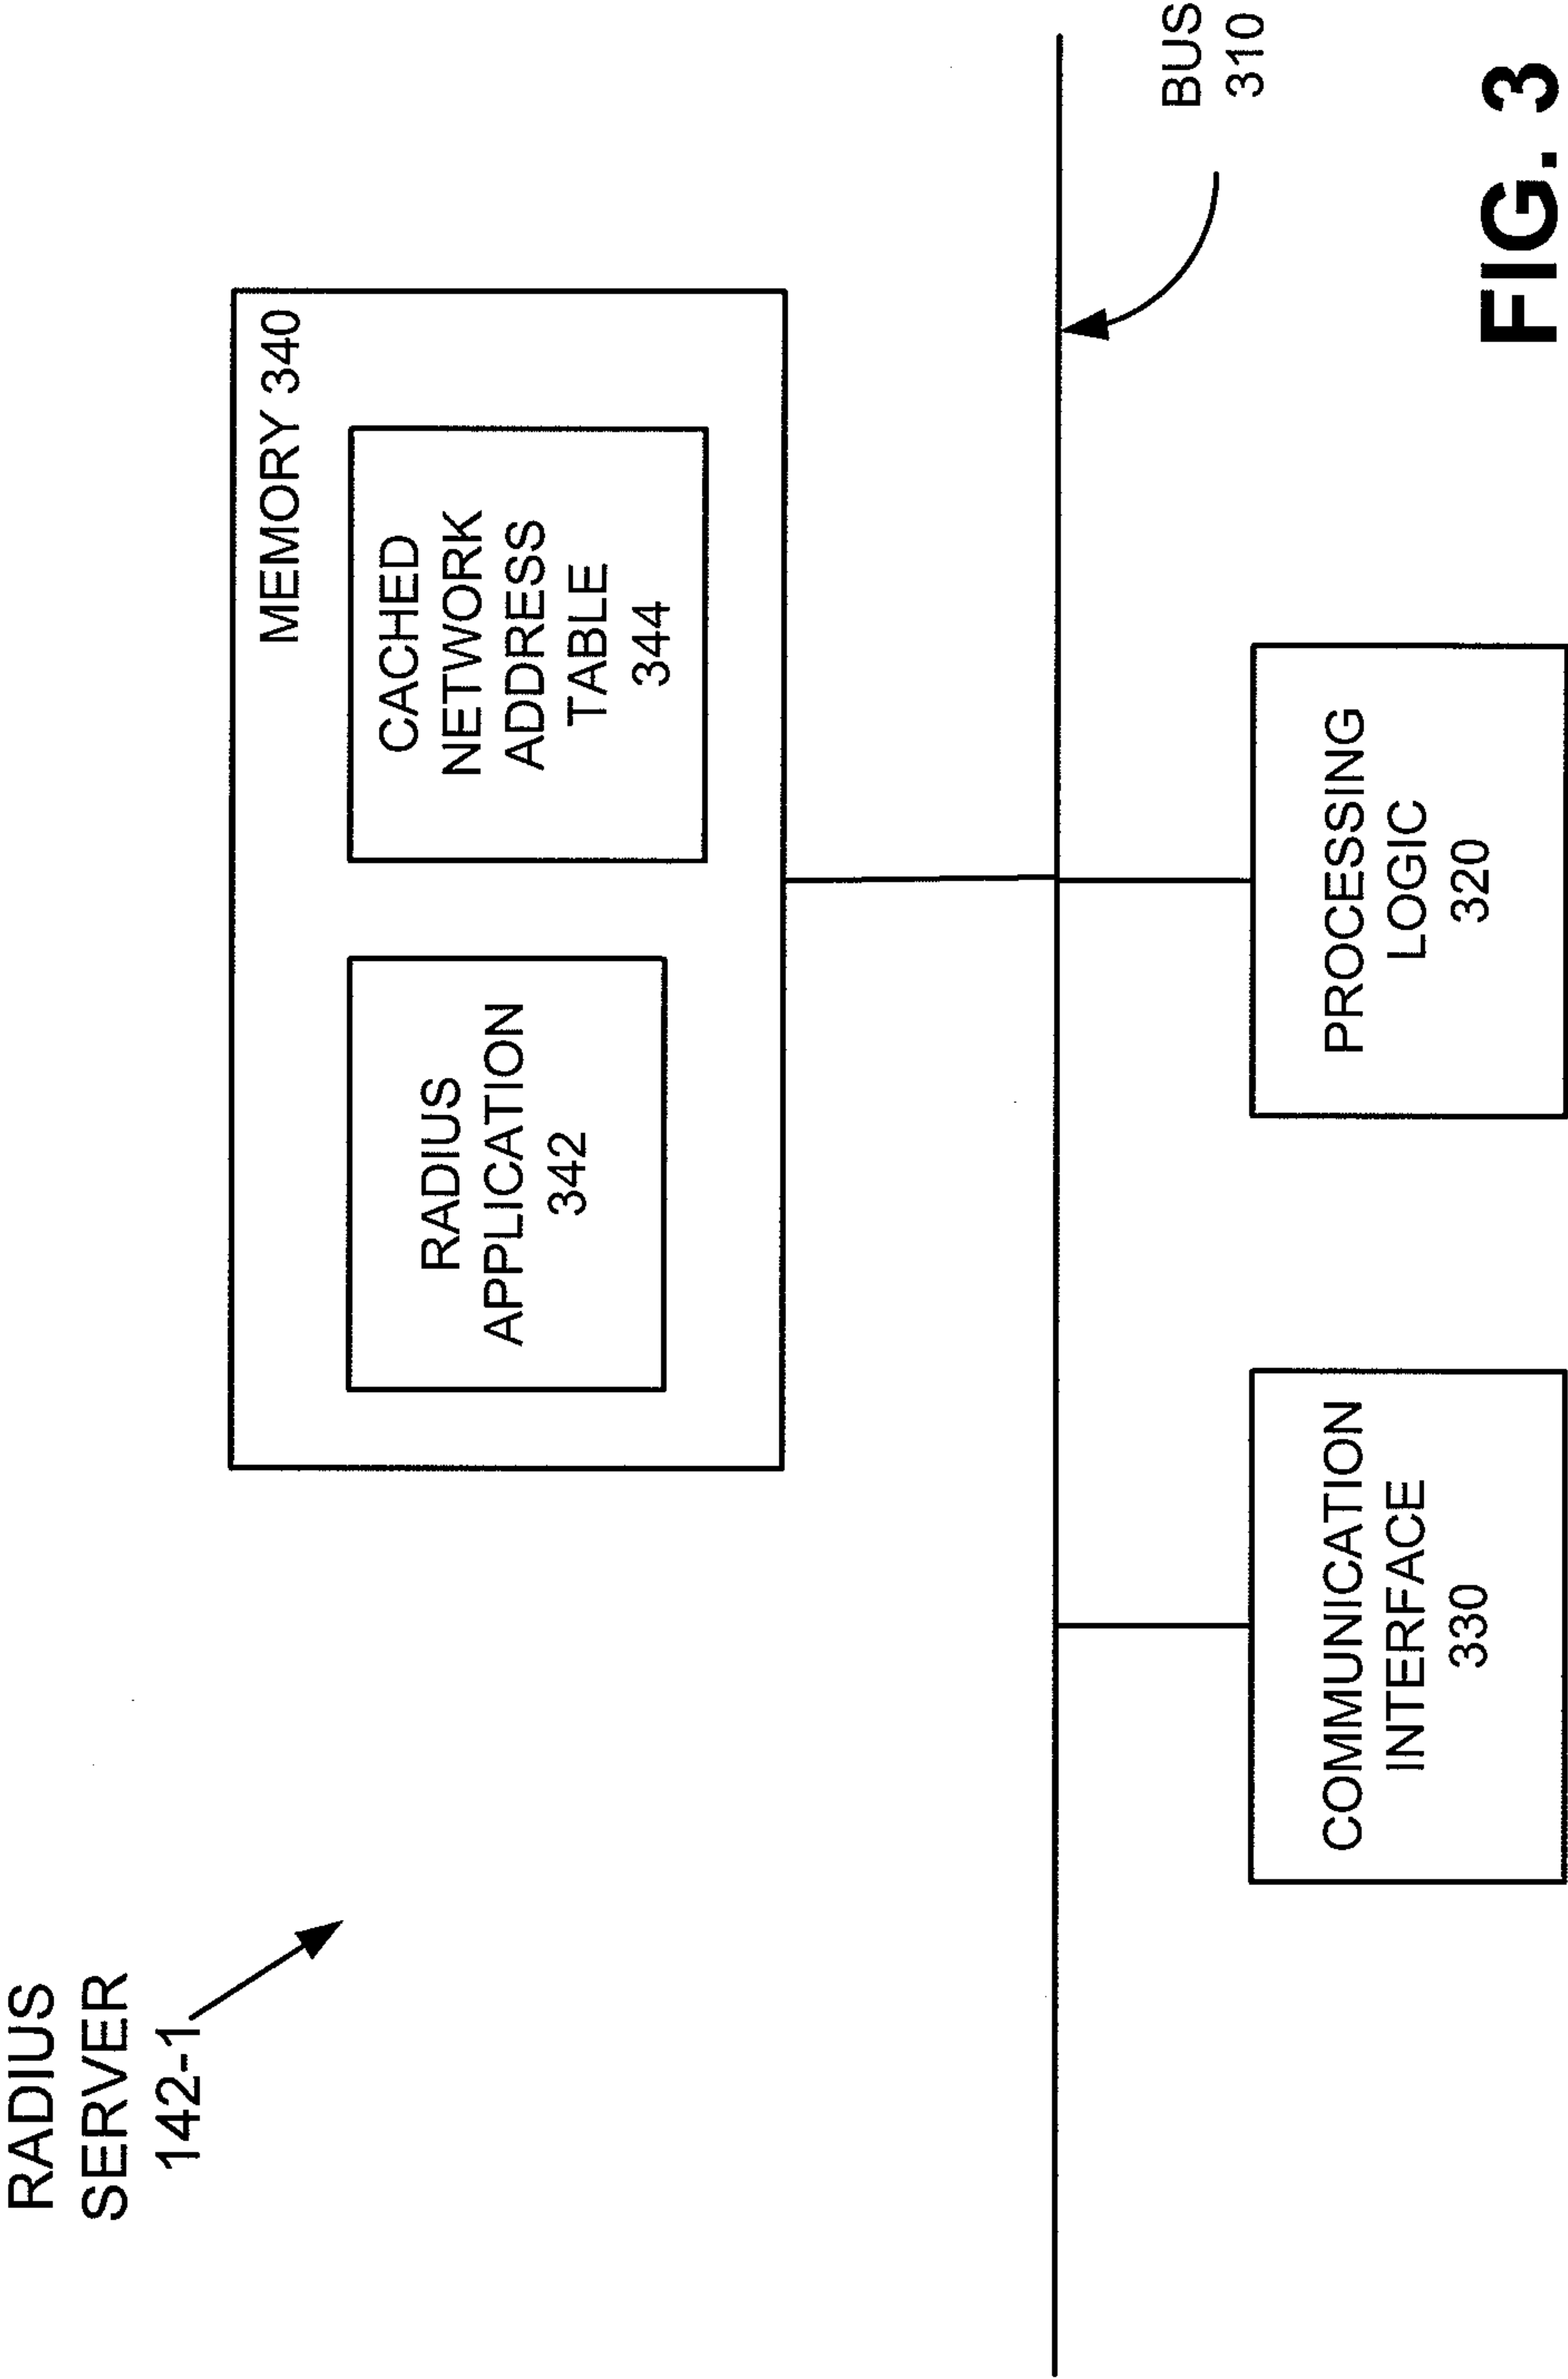 RADIUS
SERVER
142-1
MEMORY 340
RADIUS
APPLICATION
342
CACHED
NETWORK
ADDRESS
TABLE
344
BUS
310
COMMUNICATION
INTERFACE
330
PROCESSING
LOGIC
320
FIG. 3